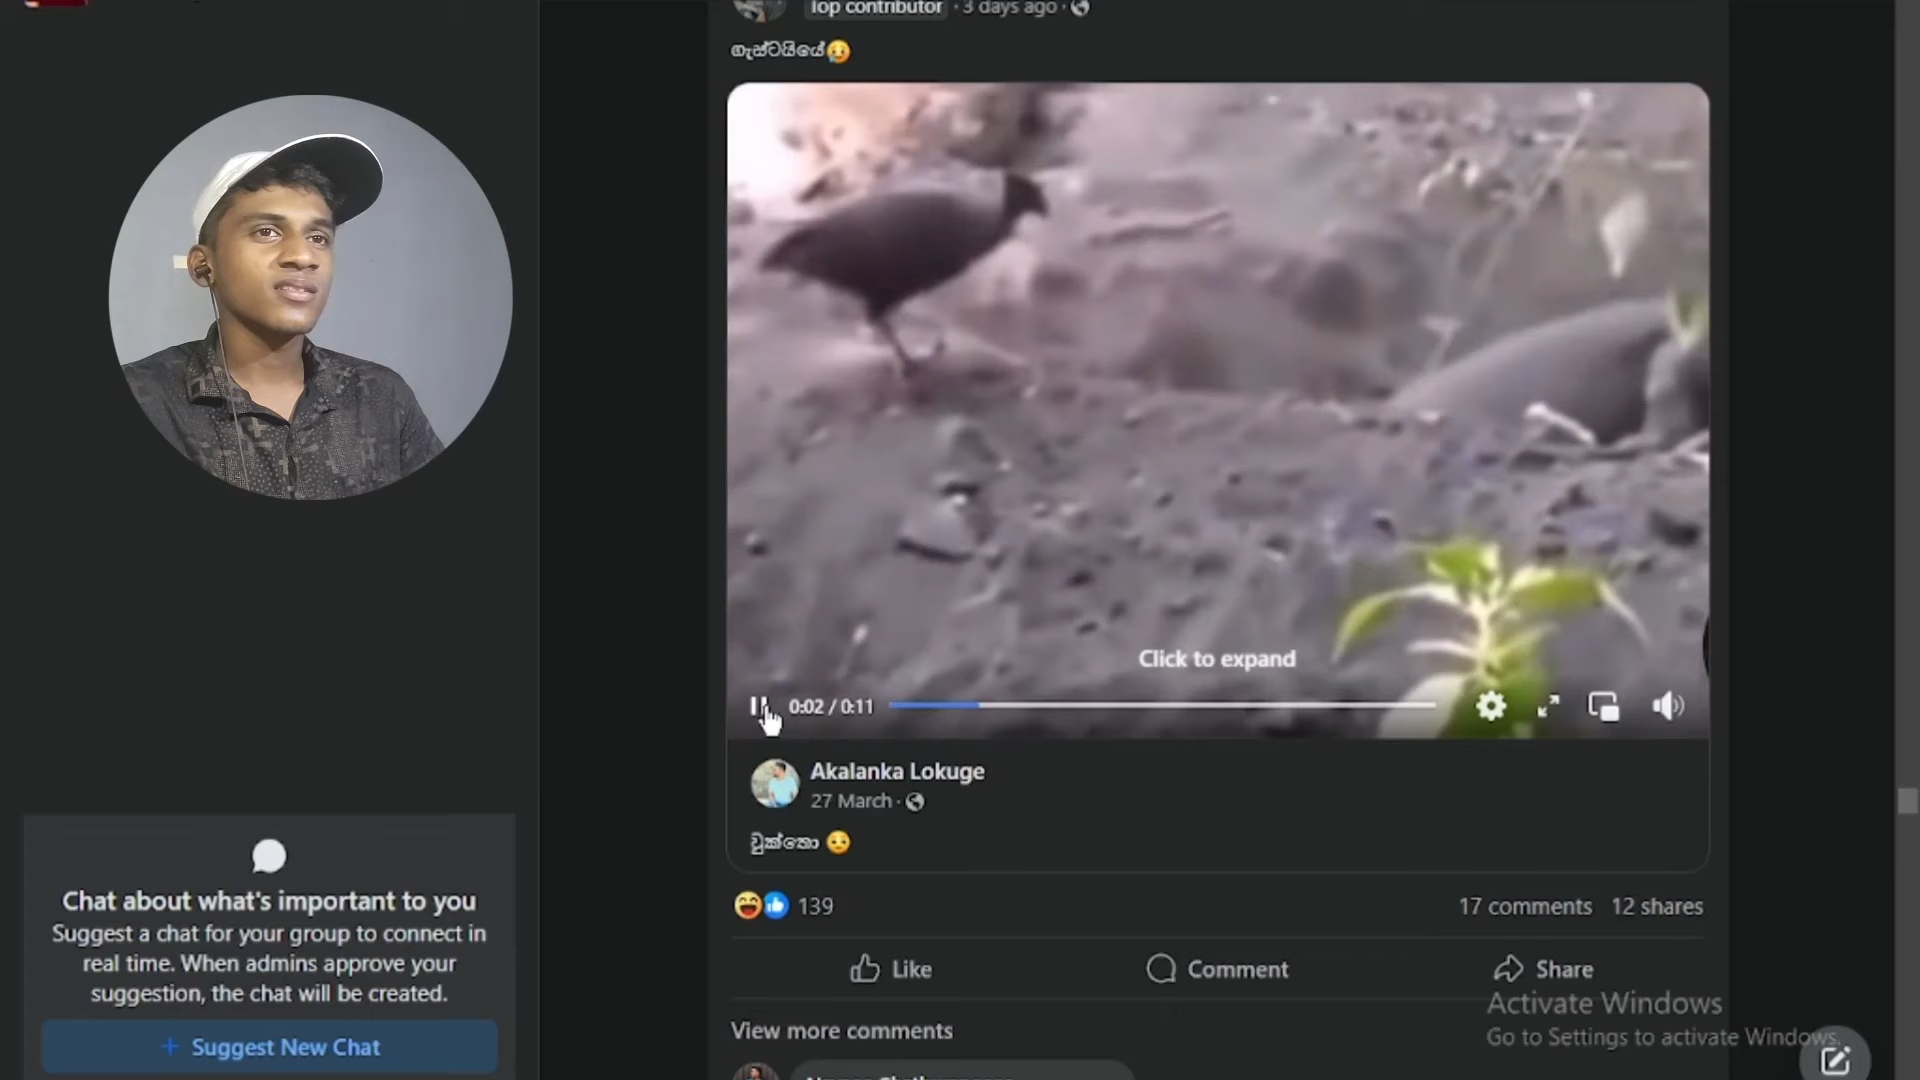 Top contributor · 3 days ago ·
ගැස්ටයියේ😥
Click to expand
0:02 / 0:11
Akalanka Lokuge
27 March ·
වුක්තො 😔
139
17 comments 12 shares
Like
Comment
Share
View more comments
Chat about what's important to you
Suggest a chat for your group to connect in
real time. When admins approve your
suggestion, the chat will be created.
+ Suggest New Chat
Activate Windows
Go to Settings to activate Windows.